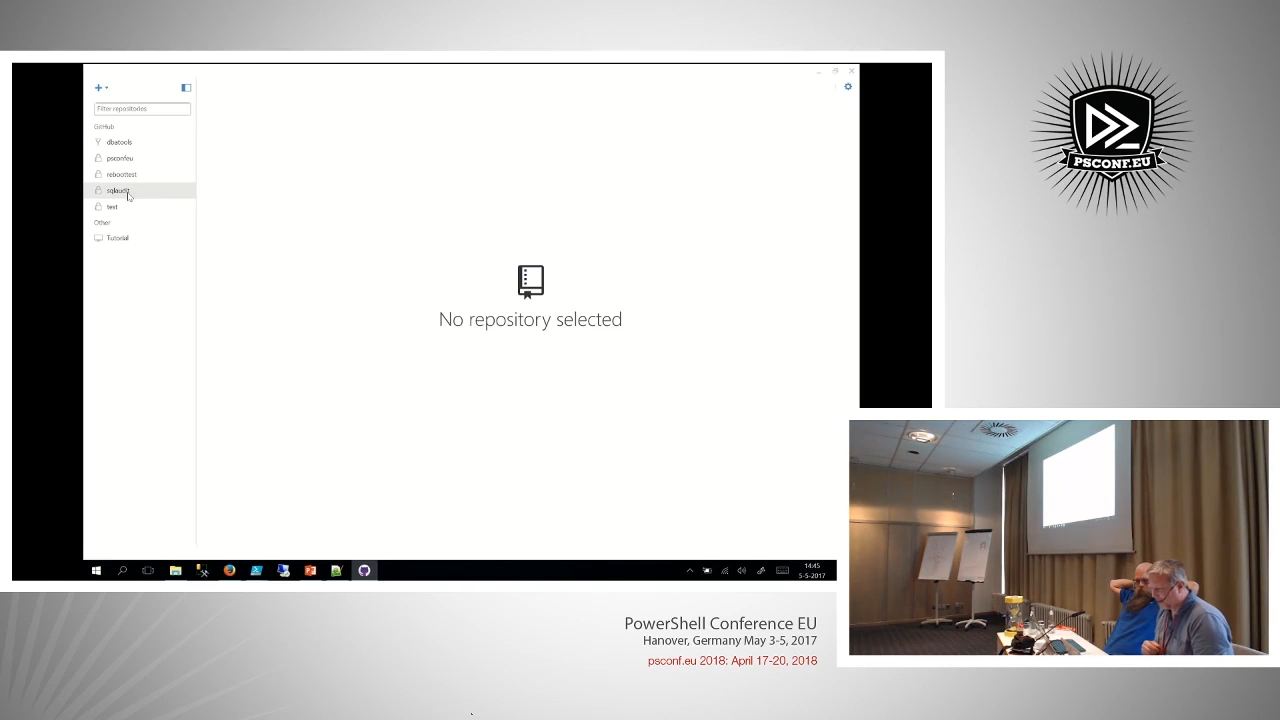 Filter repositories
GitHub
dbatools
psconfeu
reboottest
sqlaudit
test
Other
Tutorial
No repository selected
14:45
5-5-2017
PSCONF.EU
PowerShell Conference EU
Hanover, Germany May 3-5, 2017
psconf.eu 2018: April 17-20, 2018